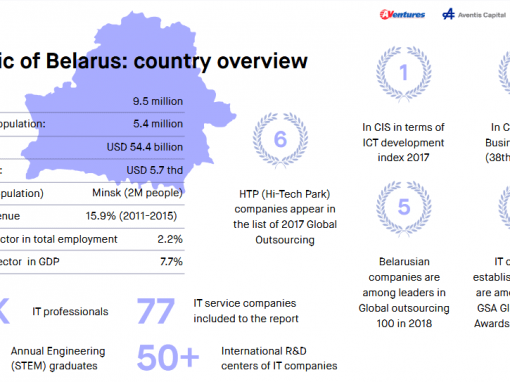 AVentures
Aventis Capital
ic of Belarus: country overview
9.5 million
opulation: 5.4 million
USD 54.4 billion
: USD 5.7 thd
opulation) Minsk (2M people)
enue 15.9% (2011-2015)
ctor in total employment 2.2%
ector in GDP 7.7%
6
HTP (Hi-Tech Park)
companies appear in
the list of 2017 Global
Outsourcing
1
In CIS in terms of
ICT development
index 2017
In C
Busin
(38th
5
Belarusian
companies are
among leaders in
Global outsourcing
100 in 2018
IT c
establis
are am
GSA Gl
Awards
K IT professionals
77 IT service companies
included to the report
Annual Engineering
(STEM) graduates
50+ International R&D
centers of IT companies